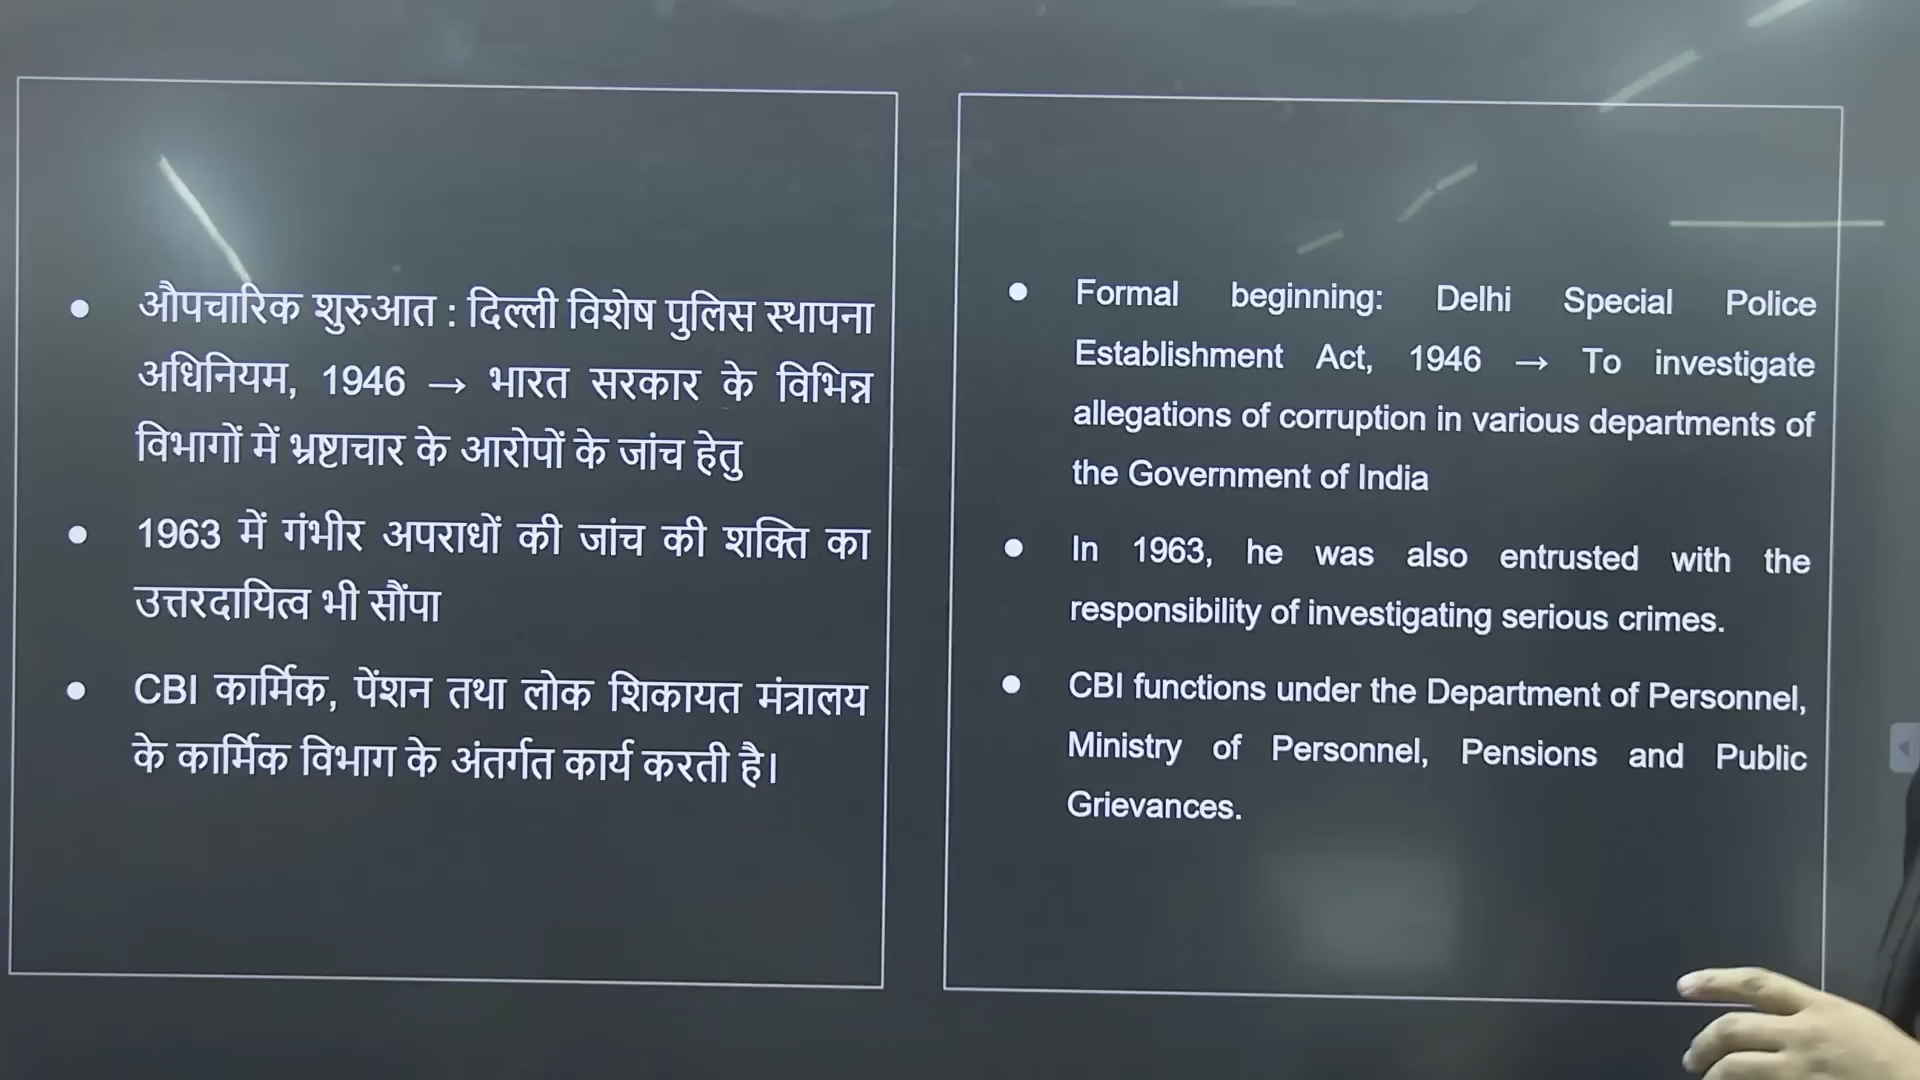 • औपचारिक शुरुआत : दिल्ली विशेष पुलिस स्थापना
अधिनियम, 1946 → भारत सरकार के विभिन्न
विभागों में भ्रष्टाचार के आरोपों के जांच हेतु
• 1963 में गंभीर अपराधों की जांच की शक्ति का
उत्तरदायित्व भी सौंपा
• CBI कार्मिक, पेंशन तथा लोक शिकायत मंत्रालय
के कार्मिक विभाग के अंतर्गत कार्य करती है।
• Formal beginning: Delhi Special Police
Establishment Act, 1946 → To investigate
allegations of corruption in various departments of
the Government of India
• In 1963, he was also entrusted with the
responsibility of investigating serious crimes.
• CBI functions under the Department of Personnel,
Ministry of Personnel, Pensions and Public
Grievances.